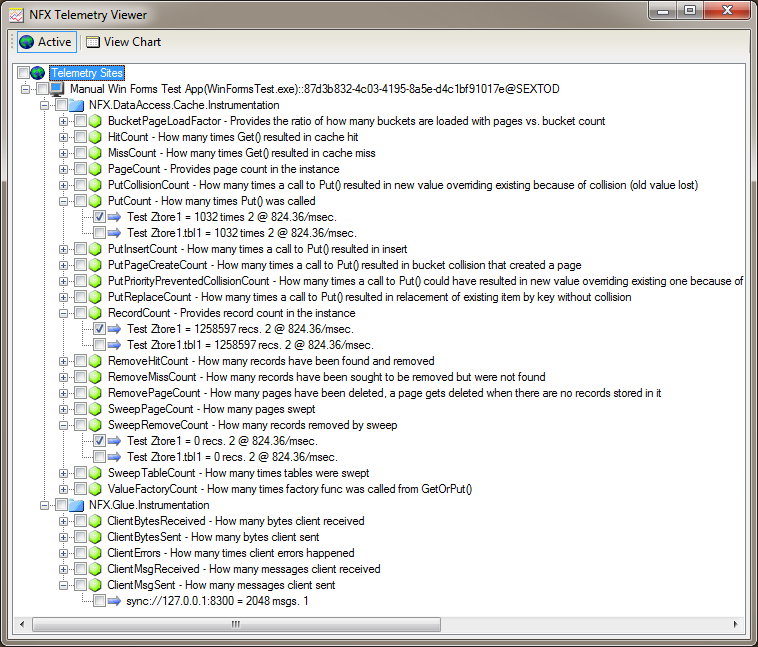 NFX Telemetry Viewer
Active View Chart
Telemetry Sites
Manual Win Forms Test App(WinFormsTest.exe)::87d3b832-4c03-4195-8a5e-d4c1bf91017e@SEXTOD
NFX.DataAccess.Cache.Instrumentation
BucketPageLoadFactor - Provides the ratio of how many buckets are loaded with pages vs. bucket count
HitCount - How many times Get() resulted in cache hit
MissCount - How many times Get() resulted in cache miss
PageCount - Provides page count in the instance
PutCollisionCount - How many times a call to Put() resulted in new value overriding existing because of collision (old value lost)
PutCount - How many times Put() was called
Test Ztore1 = 1032 times 2 @ 824.36/msec.
Test Ztore1.tbl1 = 1032 times 2 @ 824.36/msec.
PutInsertCount - How many times a call to Put() resulted in insert
PutPageCreateCount - How many times a call to Put() resulted in bucket collision that created a page
PutPriorityPreventedCollisionCount - How many times a call to Put() could have resulted in new value overriding existing one because of
PutReplaceCount - How many times a call to Put() resulted in relacement of existing item by key without collision
RecordCount - Provides record count in the instance
Test Ztore1 = 1258597 recs. 2 @ 824.36/msec.
Test Ztore1.tbl1 = 1258597 recs. 2 @ 824.36/msec.
RemoveHitCount - How many records have been found and removed
RemoveMissCount - How many records have been sought to be removed but were not found
RemovePageCount - How many pages have been deleted, a page gets deleted when there are no records stored in it
SweepPageCount - How many pages swept
SweepRemoveCount - How many records removed by sweep
Test Ztore1 = 0 recs. 2 @ 824.36/msec.
Test Ztore1.tbl1 = 0 recs. 2 @ 824.36/msec.
SweepTableCount - How many times tables were swept
ValueFactoryCount - How many times factory func was called from GetOrPut()
NFX.Glue.Instrumentation
ClientBytesReceived - How many bytes client received
ClientBytesSent - How many bytes client sent
ClientErrors - How many times client errors happened
ClientMsgReceived - How many messages client received
ClientMsgSent - How many messages client sent
sync://127.0.0.1:8300 = 2048 msgs. 1